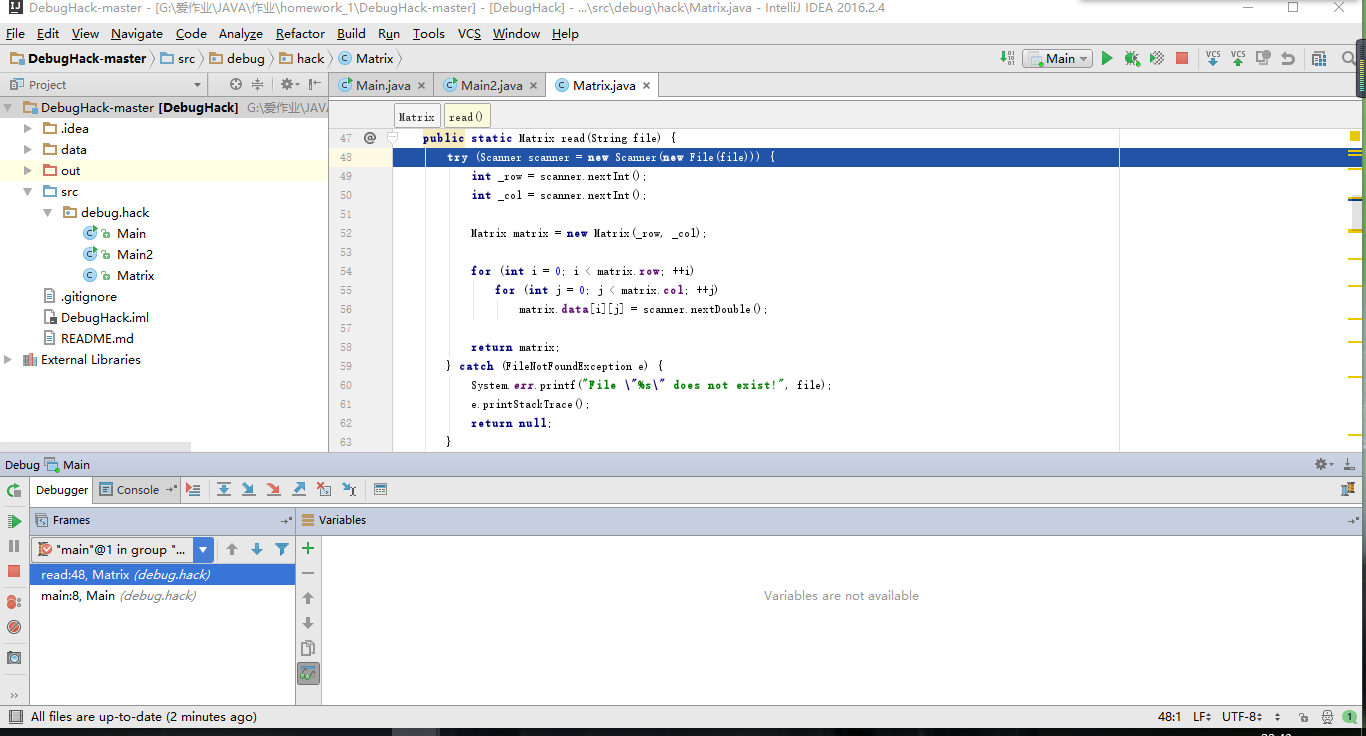 DebugHack-master - [G:\爱作业\JAVA\作业\homework_1\DebugHack-master] - [DebugHack] - ...\src\debug\hack\Matrix.java - IntelliJ IDEA 2016.2.4
File Edit View Navigate Code Analyze Refactor Build Run Tools VCS Window Help
DebugHack-master src debug hack Matrix Main VCS VCS
Project Main.java Main2.java Matrix.java
DebugHack-master [DebugHack] G:\爱作业\JAVA
.idea
data
out
src
debug.hack
Main
Main2
Matrix
.gitignore
DebugHack.iml
README.md
External Libraries
Matrix read()
47 @ public static Matrix read(String file) {
48 try (Scanner scanner = new Scanner(new File(file))) {
49 int _row = scanner.nextInt();
50 int _col = scanner.nextInt();
51
52 Matrix matrix = new Matrix(_row, _col);
53
54 for (int i = 0; i < matrix.row; ++i)
55 for (int j = 0; j < matrix.col; ++j)
56 matrix.data[i][j] = scanner.nextDouble();
57
58 return matrix;
59 } catch (FileNotFoundException e) {
60 System.err.printf("File \"%s\" does not exist!", file);
61 e.printStackTrace();
62 return null;
63 }
Debug Main
Debugger Console
Frames Variables
"main"@1 in group "...
read:48, Matrix (debug.hack)
main:8, Main (debug.hack)
Variables are not available
All files are up-to-date (2 minutes ago) 48:1 LF UTF-8 1